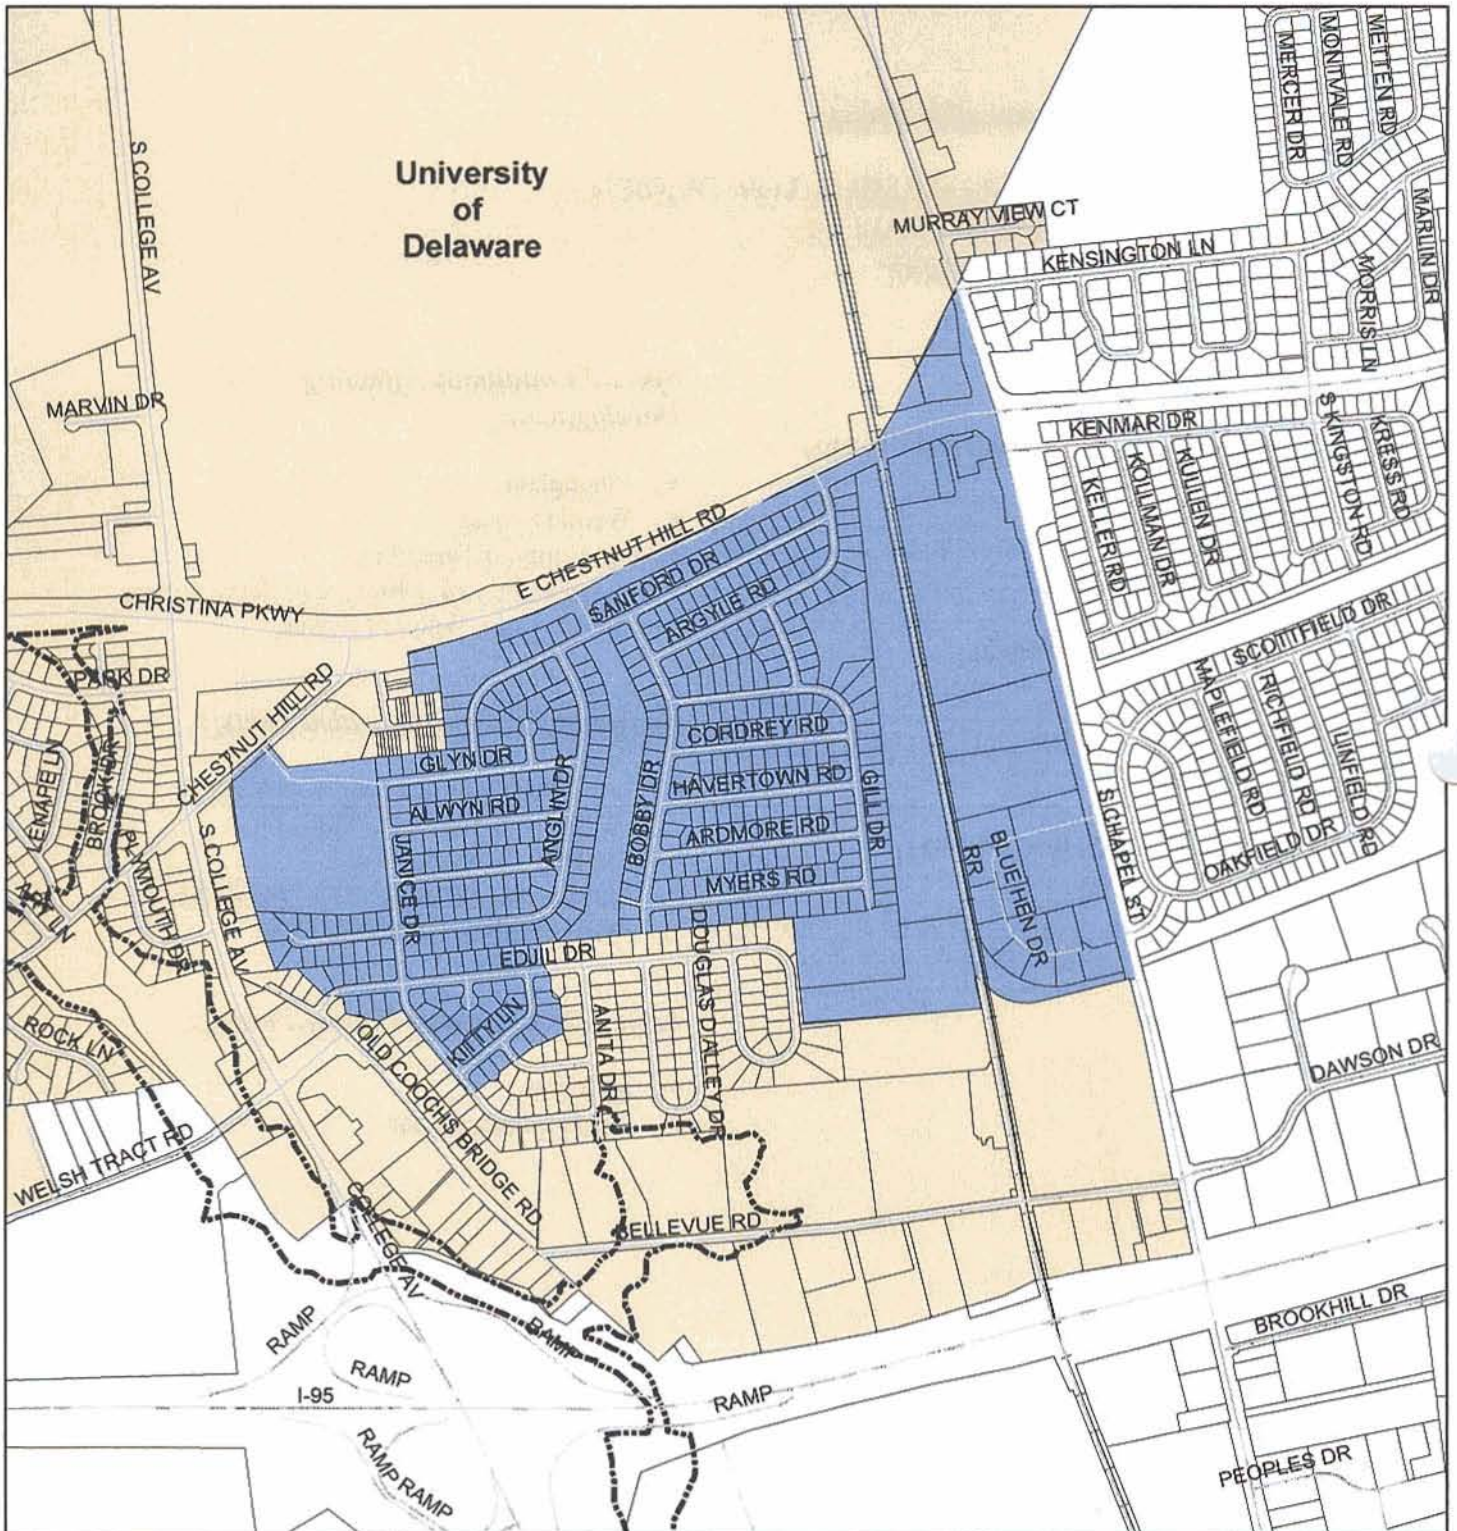 METTEN RD
MONTVALE RD
MERCER DR
S COLLEGE AV
University
of
Delaware
MURRAY VIEW CT
KENSINGTON LN
MARLIN DR
MORRIS LN
MARVIN DR
KENMAR DR
S KINGSTON RD
KRESS RD
KULLEN DR
KOLLMAN DR
KELLER RD
E CHESTNUT HILL RD
SANFORD DR
ARGYLE RD
CHRISTINA PKWY
SCOTTFIELD DR
PARK DR
CHESTNUT HILL RD
MAPLEFIELD RD
RICHFIELD RD
LINFIELD RD
CORDREY RD
GLYN DR
LENAPE LN
BROOK DR
HAVERTOWN RD
ALWYN RD
ANGLIN DR
BOBBY DR
GILL DR
ARDMORE RD
JANICE DR
PLYMOUTH DR
S COLLEGE AV
RR
BLUE HEN DR
S CHAPEL ST
OAKFIELD DR
MYERS RD
LN
EDJIL DR
DOUGLAS D ALLEY DR
KITTY LN
ANITA DR
ROCK LN
OLD COOCHS BRIDGE RD
DAWSON DR
WELSH TRACT RD
COLLEGE AV
BELLEVUE RD
RAMP
RAMP
RAMP
I-95
RAMP
BROOKHILL DR
RAMP RAMP
PEOPLES DR